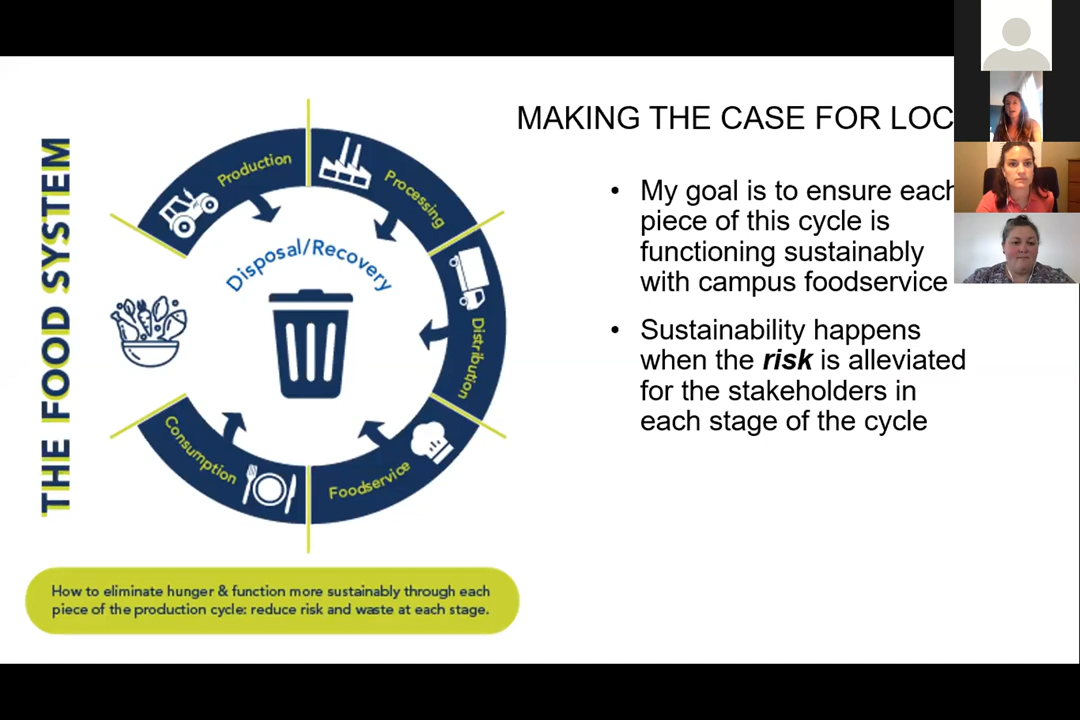 THE FOOD SYSTEM
Production
Processing
Distribution
Foodservice
Consumption
Disposal/Recovery
How to eliminate hunger & function more sustainably through each
piece of the production cycle: reduce risk and waste at each stage.
MAKING THE CASE FOR LOC
• My goal is to ensure each
piece of this cycle is
functioning sustainably
with campus foodservice
• Sustainability happens
when the risk is alleviated
for the stakeholders in
each stage of the cycle